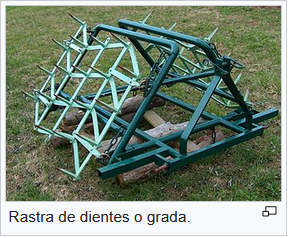 Rastra de dientes o grada.